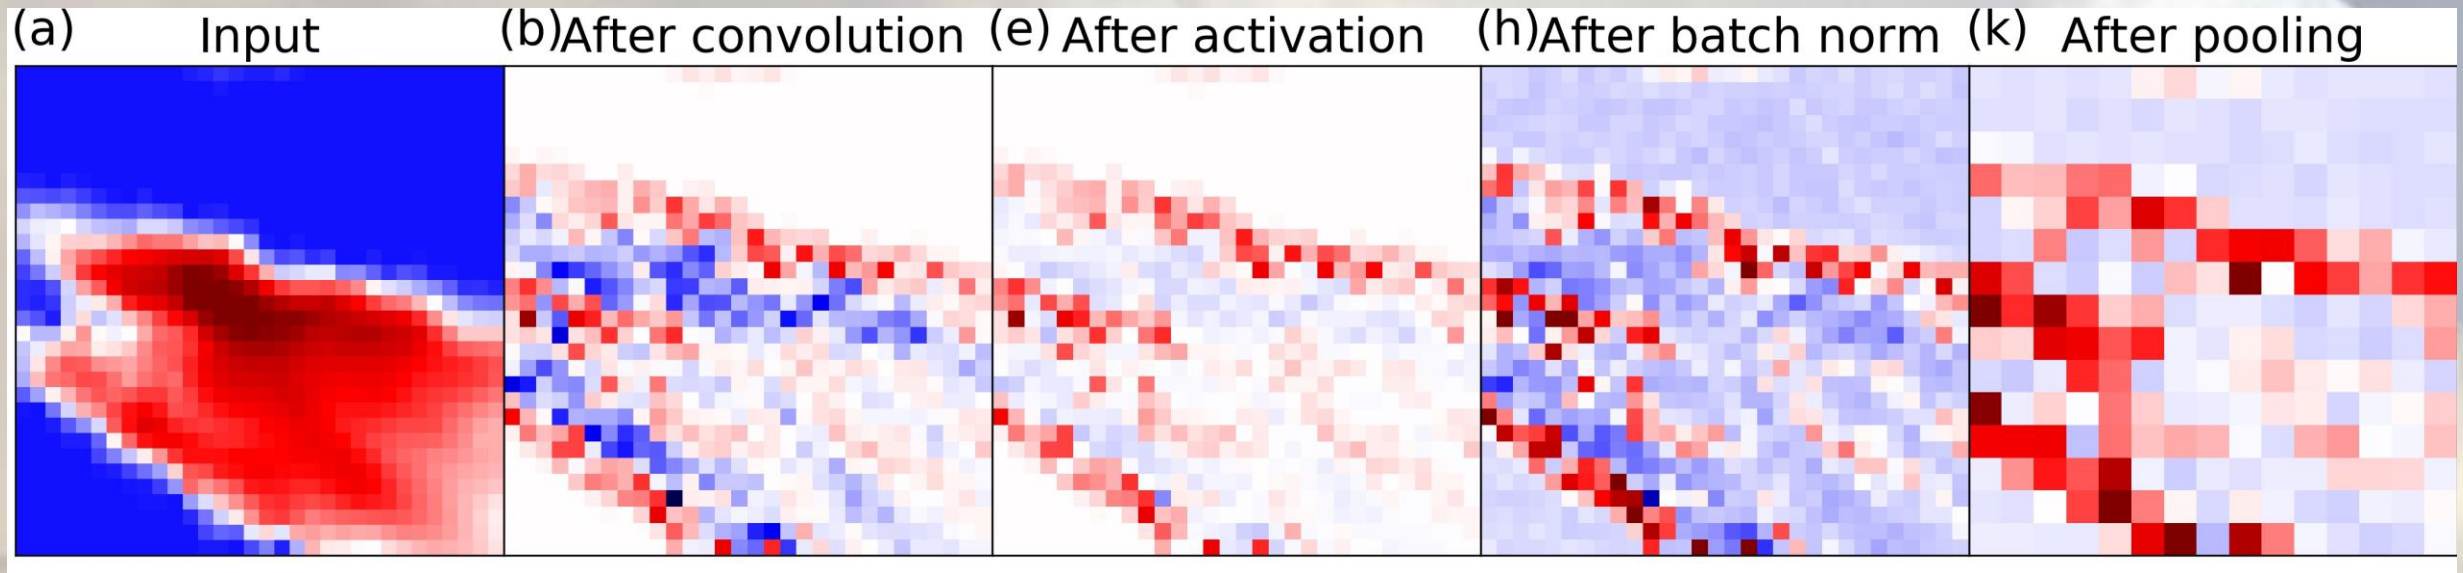 (a) Input (b)After convolution (e) After activation (h)After batch norm (k) After pooling